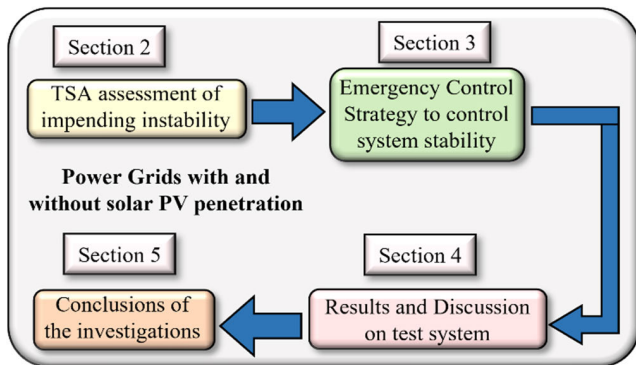 Section 2
TSA assessment of
impending instability
Section 3
Emergency Control
Strategy to control
system stability
Power Grids with and
without solar PV penetration
Section 4
Results and Discussion
on test system
Section 5
Conclusions of
the investigations